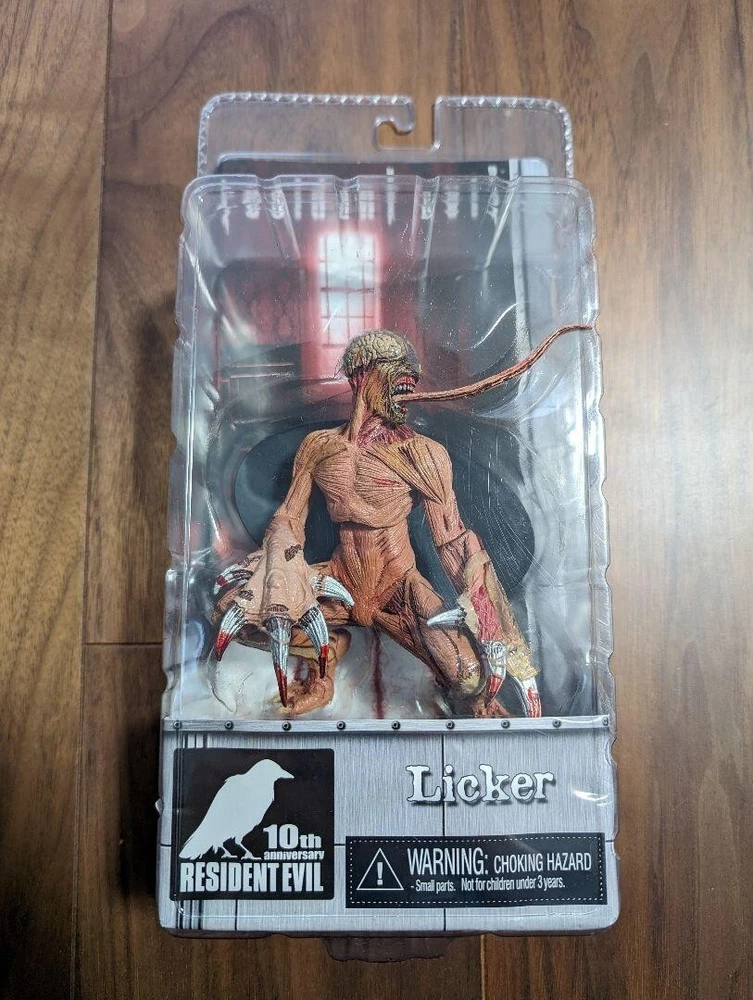 Licker
10th
anniversary
RESIDENT EVIL
WARNING: CHOKING HAZARD
- Small parts. Not for children under 3 years.